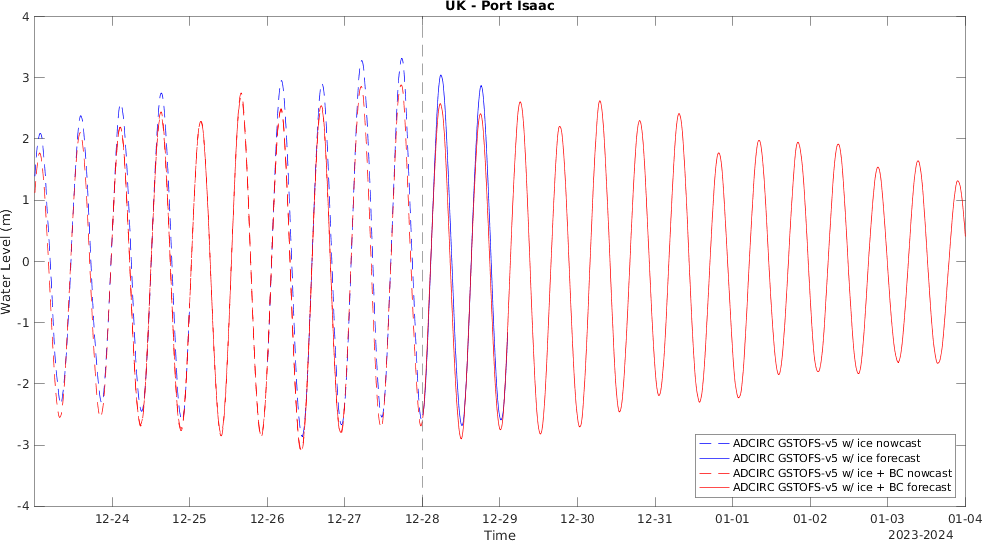 UK - Port Isaac
4
3
2
1
0
-1
-2
-3
-4
Water Level (m)
ADCIRC GSTOFS-v5 w/ ice nowcast
ADCIRC GSTOFS-v5 w/ ice forecast
ADCIRC GSTOFS-v5 w/ ice + BC nowcast
ADCIRC GSTOFS-v5 w/ ice + BC forecast
12-24 12-25 12-26 12-27 12-28 12-29 12-30 12-31 01-01 01-02 01-03 01-04
Time
2023-2024